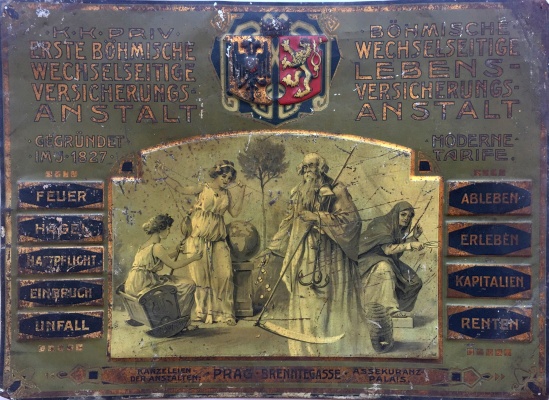 K.K. PRIV.
ERSTE BÖHMISCHE
WECHSELSEITIGE
VERSICHERUNGS-
ANSTALT
GEGRÜNDET
IM·J·1827.
BÖHMISCHE
WECHSELSEITIGE
LEBENS-
VERSICHERUNGS-
ANSTALT
MODERNE
TARIFE.
FEUER
HAGEL
HAFTPFLICHT
EINBRUCH
UNFALL
ABLEBEN
ERLEBEN
KAPITALIEN
RENTEN
KANZELEIEN
DER ANSTALTEN:
PRAG - BRENNTEGASSE -
ASSEKURANZ-
PALAIS.